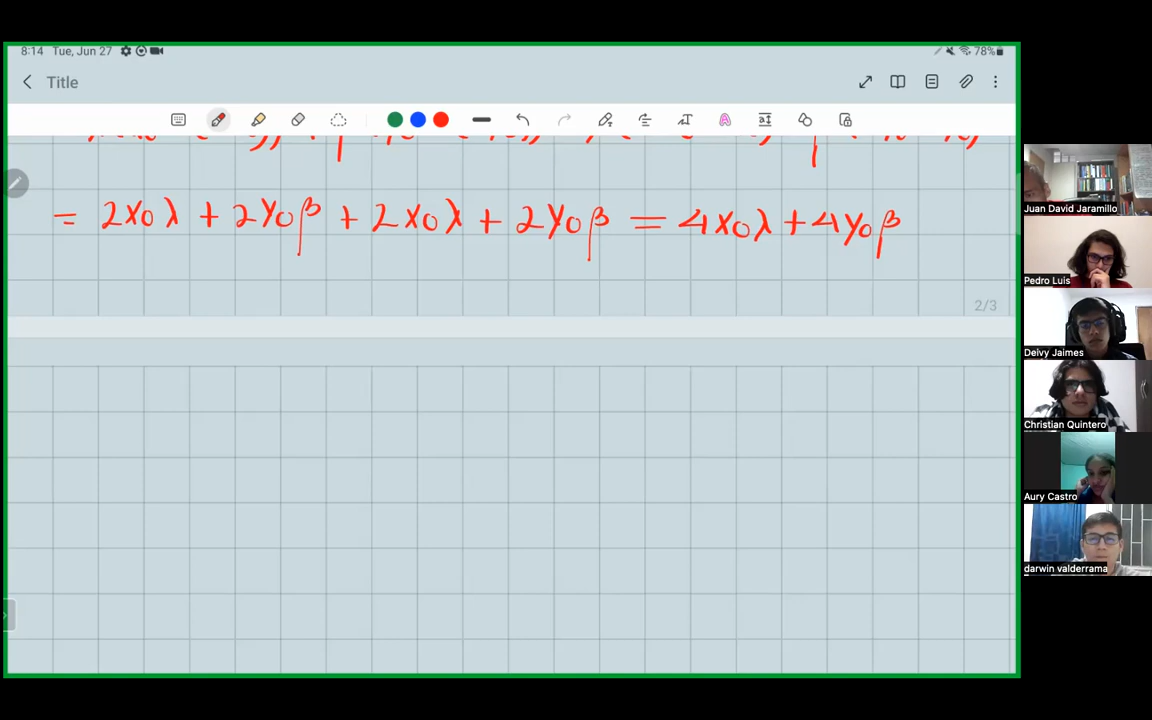 8:14 Tue, Jun 27 78%
Title
= 2x₀λ + 2y₀β + 2x₀λ + 2y₀β = 4x₀λ + 4y₀β
2/3
Juan David Jaramillo
Pedro Luis
Deivy Jaimes
Christian Quintero
Aury Castro
darwin valderrama